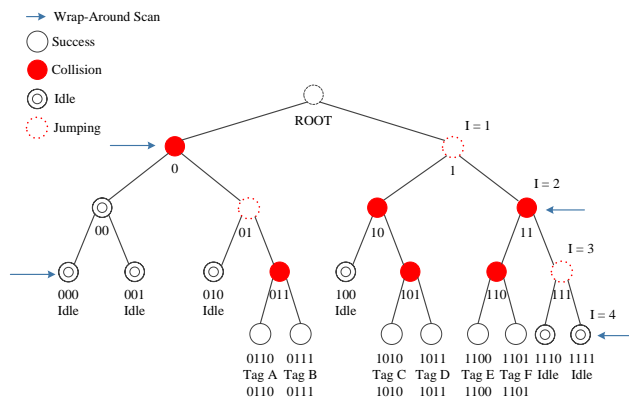 Wrap-Around Scan
Success
Collision
Idle
Jumping
ROOT
I = 1
0
1
I = 2
00
01
10
11
I = 3
000
Idle
001
Idle
010
Idle
011
100
Idle
101
110
111
I = 4
0110
Tag A
0110
0111
Tag B
0111
1010
Tag C
1010
1011
Tag D
1011
1100
Tag E
1100
1101
Tag F
1101
1110
Idle
1111
Idle